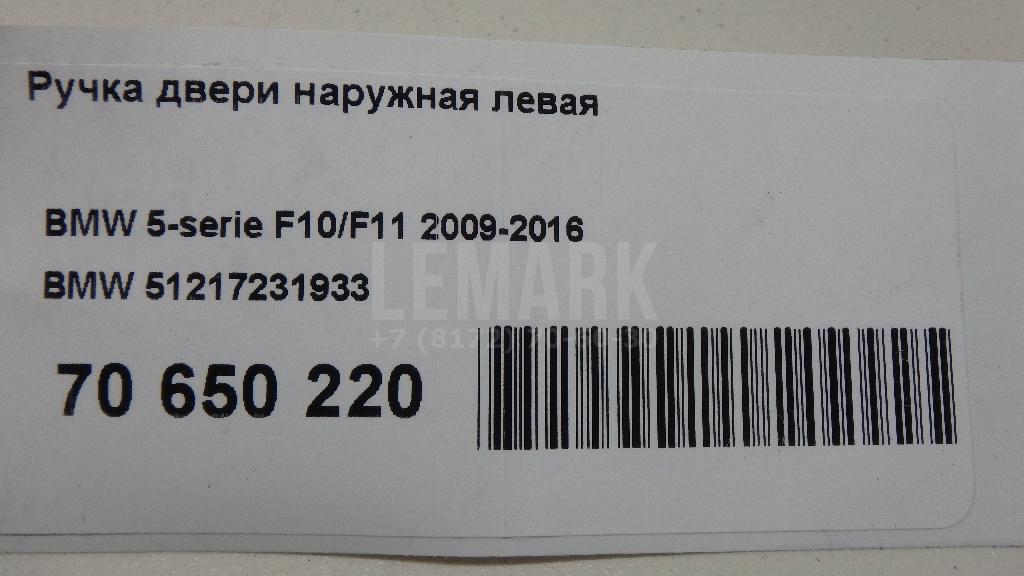 Ручка двери наружная левая
BMW 5-serie F10/F11 2009-2016
LEMARK
BMW 51217231933
70 650 220